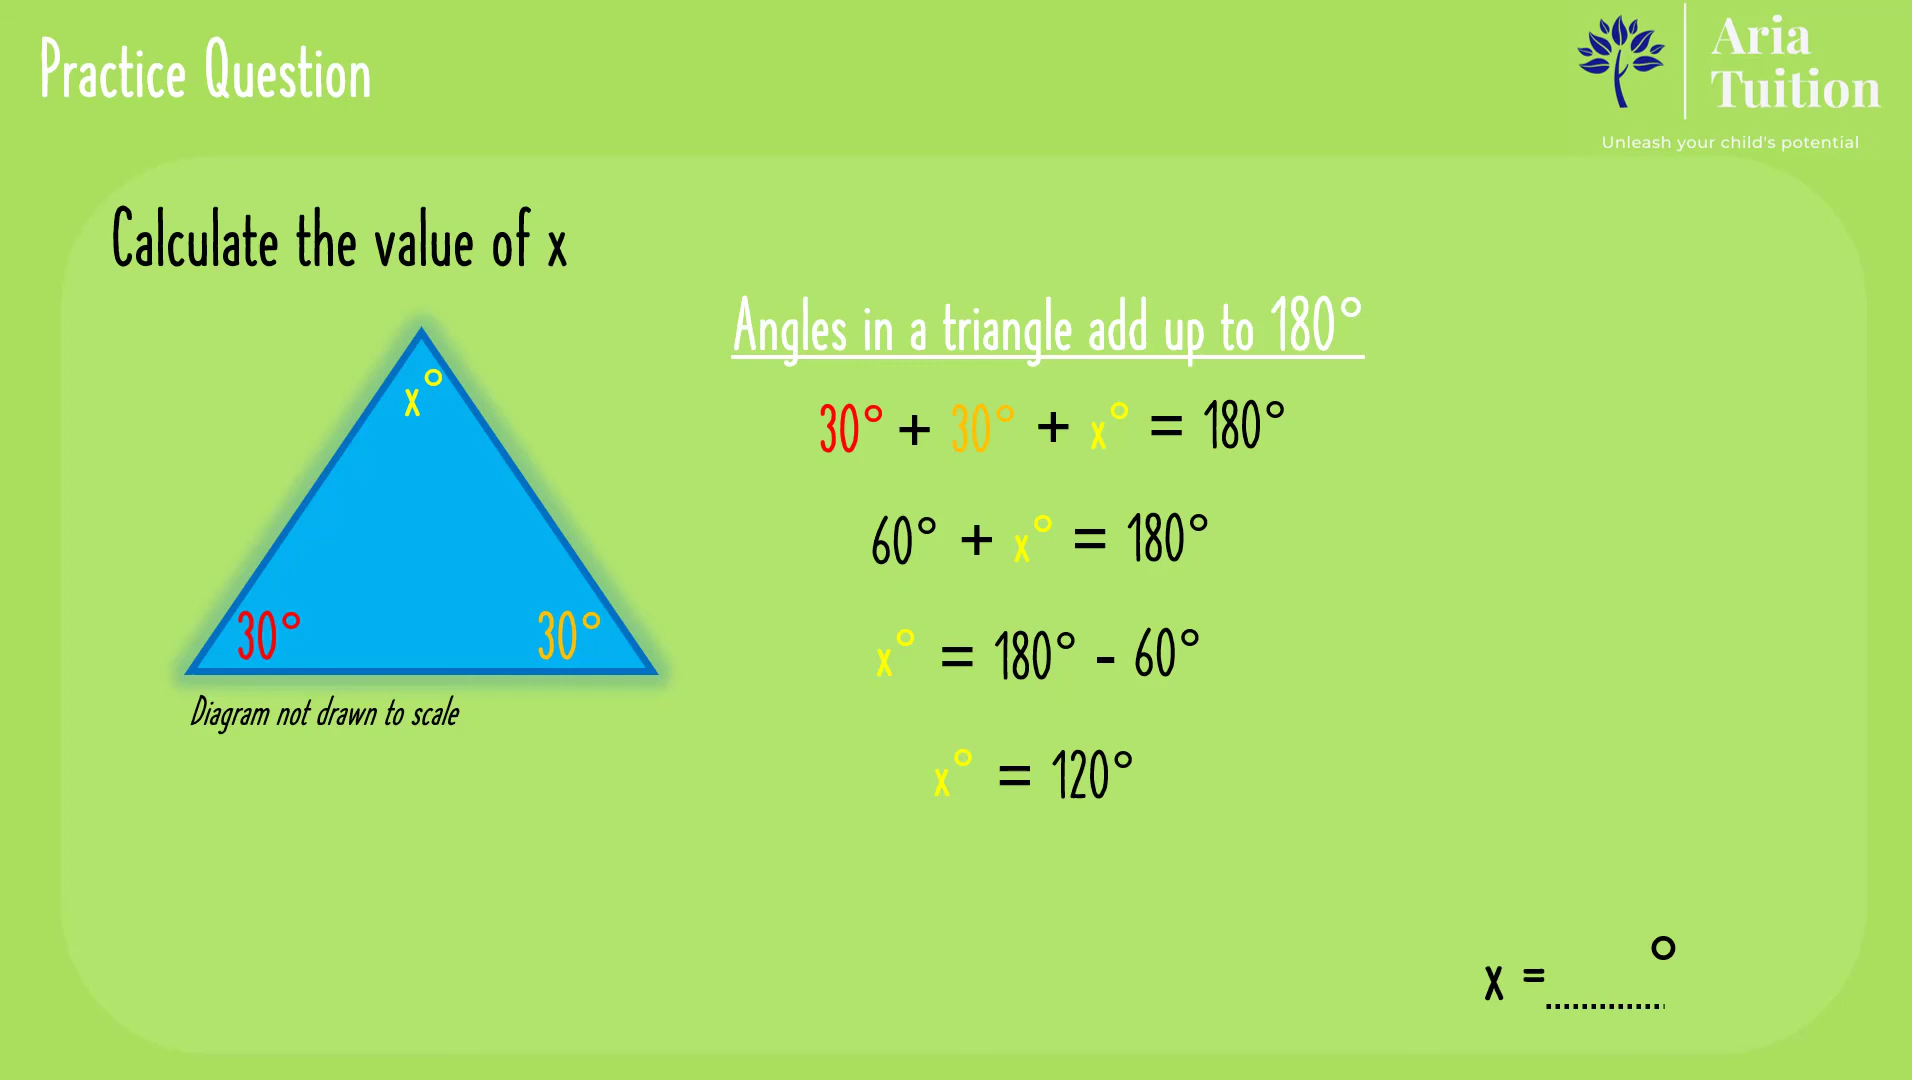 Practice Question
Aria
Tuition
Unleash your child's potential
Calculate the value of x
Angles in a triangle add up to 180°
x°
30° + 30° + x° = 180°
60° + x° = 180°
30°
30°
x° = 180° - 60°
Diagram not drawn to scale
x° = 120°
x =.............°